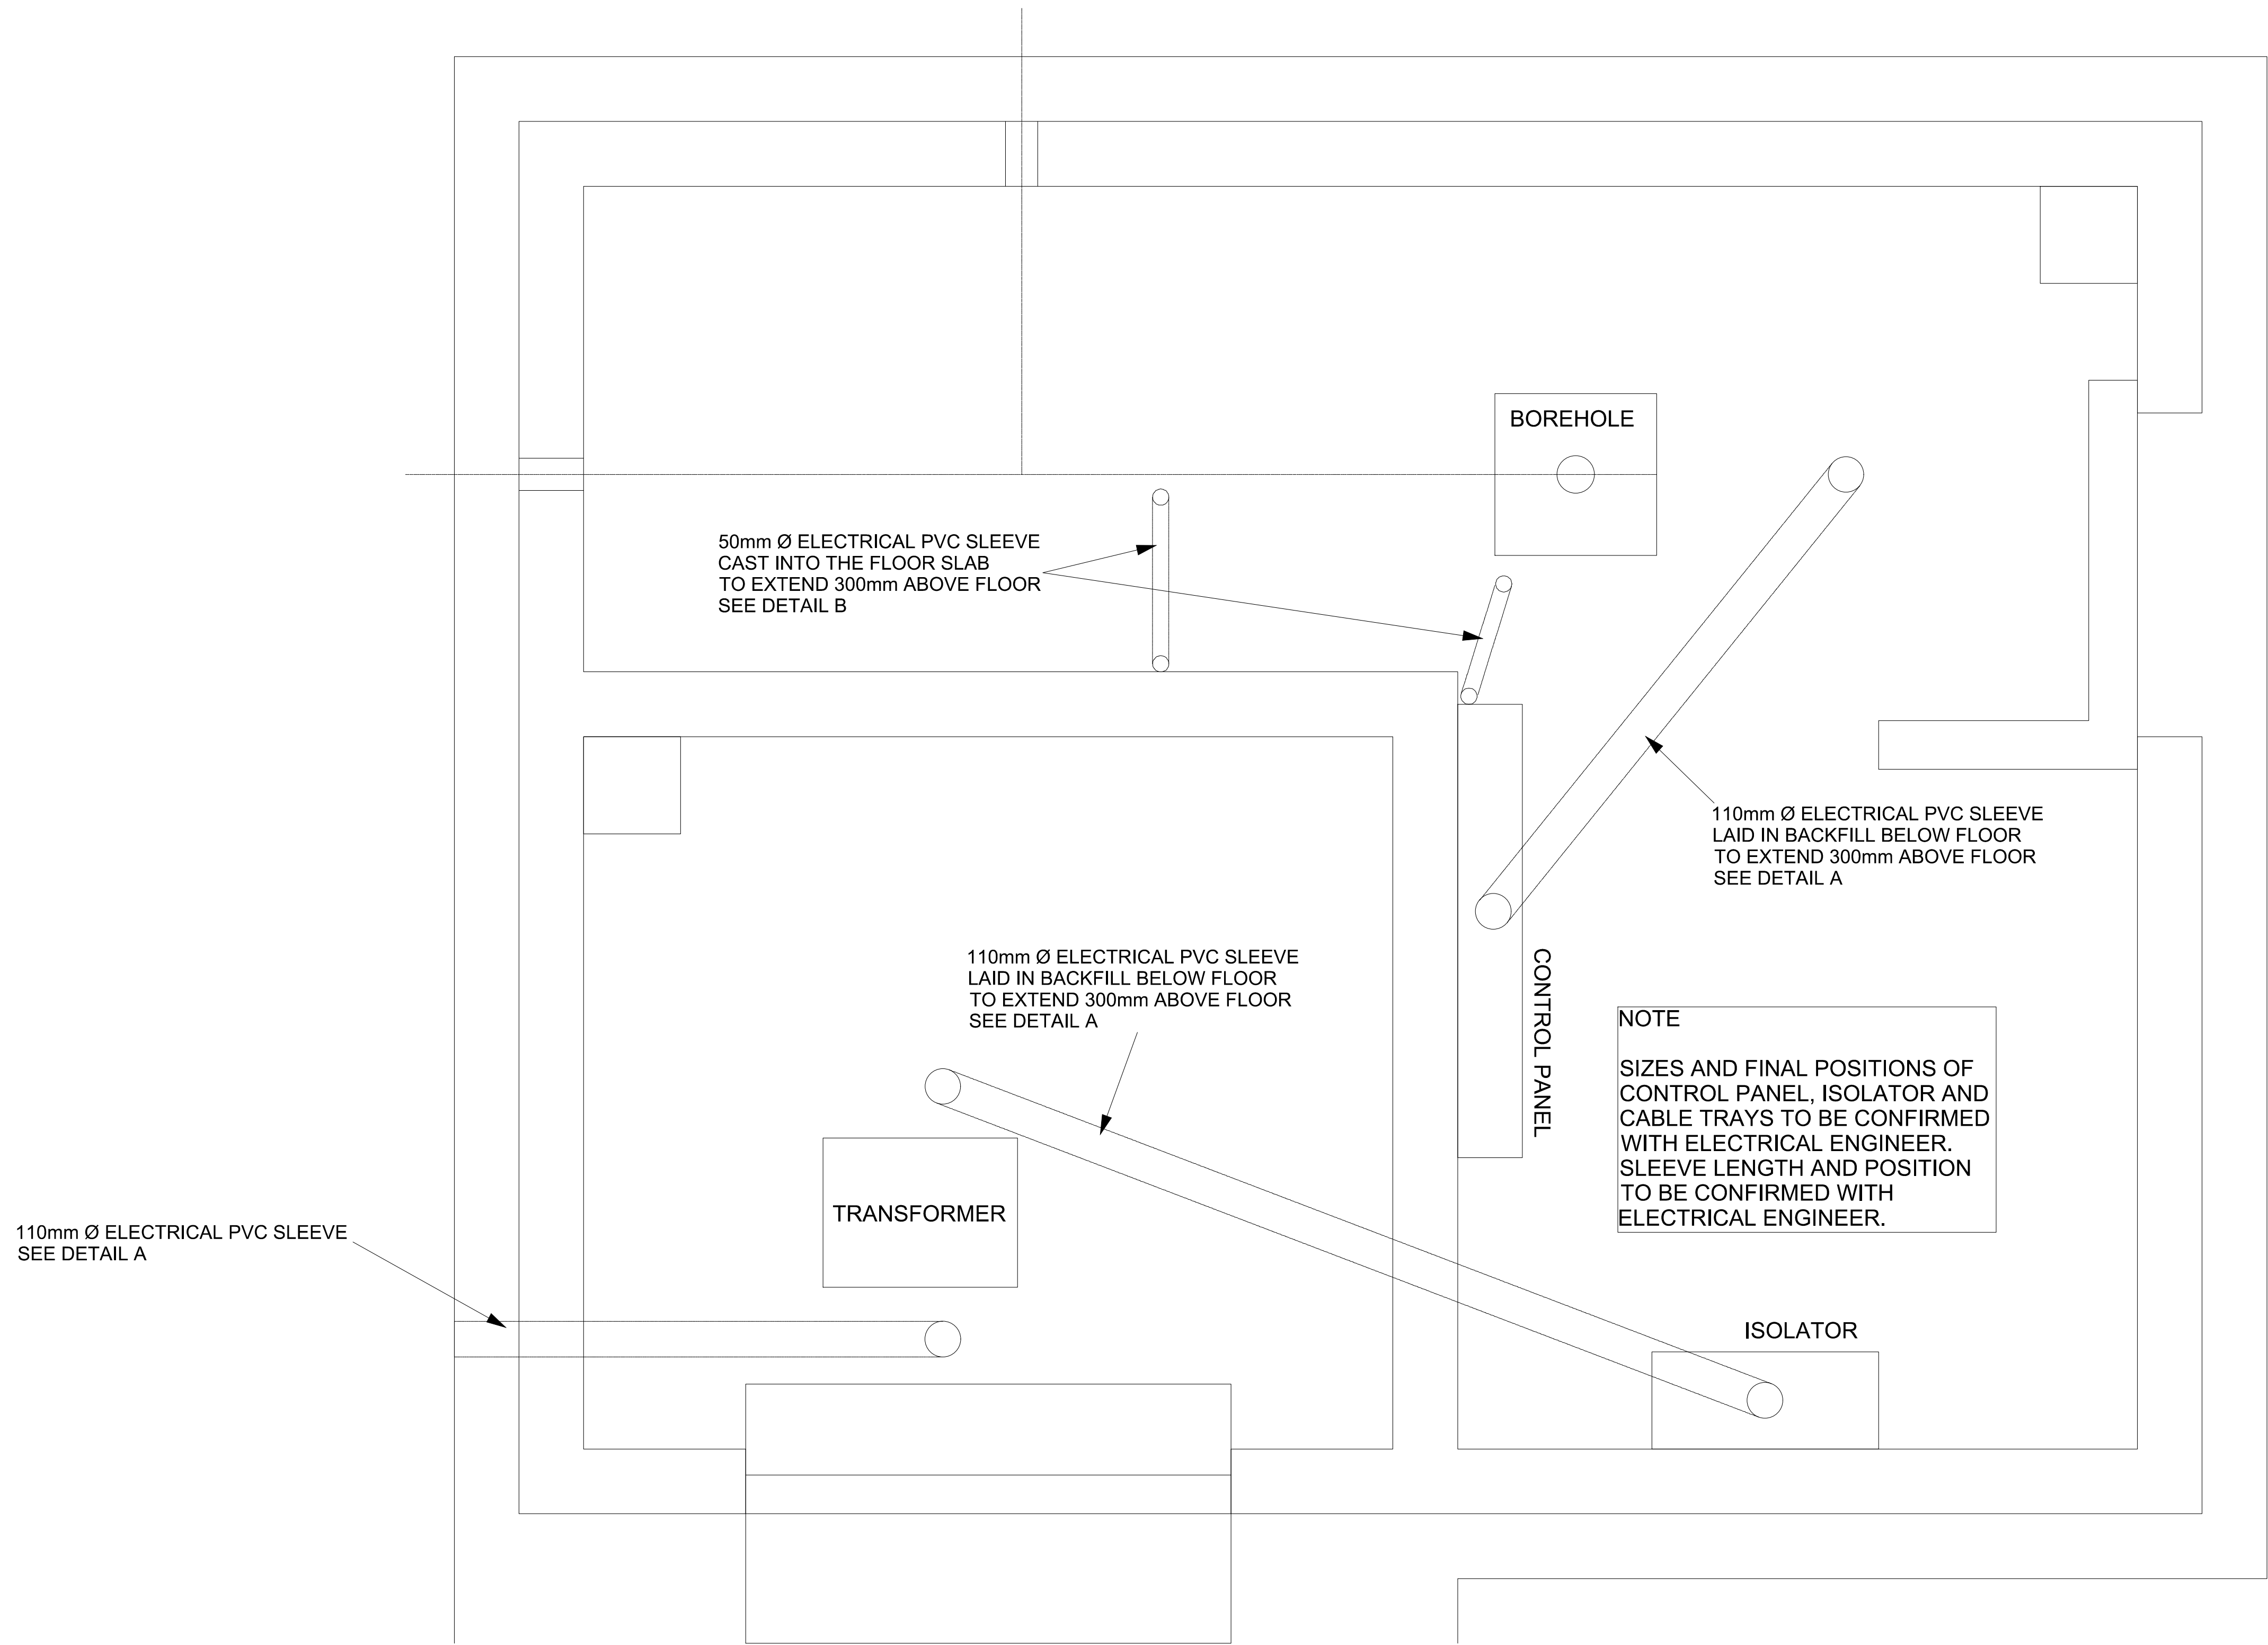 BOREHOLE
50mm Ø ELECTRICAL PVC SLEEVE
CAST INTO THE FLOOR SLAB
TO EXTEND 300mm ABOVE FLOOR
SEE DETAIL B
110mm Ø ELECTRICAL PVC SLEEVE
LAID IN BACKFILL BELOW FLOOR
TO EXTEND 300mm ABOVE FLOOR
SEE DETAIL A
110mm Ø ELECTRICAL PVC SLEEVE
LAID IN BACKFILL BELOW FLOOR
TO EXTEND 300mm ABOVE FLOOR
SEE DETAIL A
CONTROL PANEL
NOTE
SIZES AND FINAL POSITIONS OF
CONTROL PANEL, ISOLATOR AND
CABLE TRAYS TO BE CONFIRMED
WITH ELECTRICAL ENGINEER.
SLEEVE LENGTH AND POSITION
TO BE CONFIRMED WITH
ELECTRICAL ENGINEER.
TRANSFORMER
110mm Ø ELECTRICAL PVC SLEEVE
SEE DETAIL A
ISOLATOR